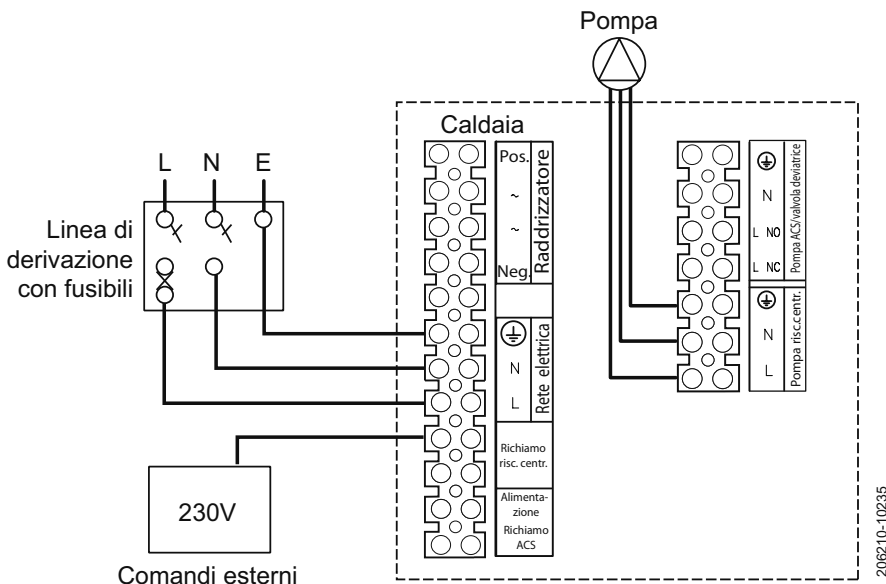 Pompa
Caldaia
L N E
Linea di
derivazione
con fusibili
Pos.
~
~
Neg.
Raddrizzatore
N
L
Rete elettrica
Richiamo
risc. centr.
Alimenta-
zione
Richiamo
ACS
230V
Comandi esterni
N
L NO
L NC
Pompa ACS/valvola deviatrice
N
L
Pompa risc.centr.
206210-10235